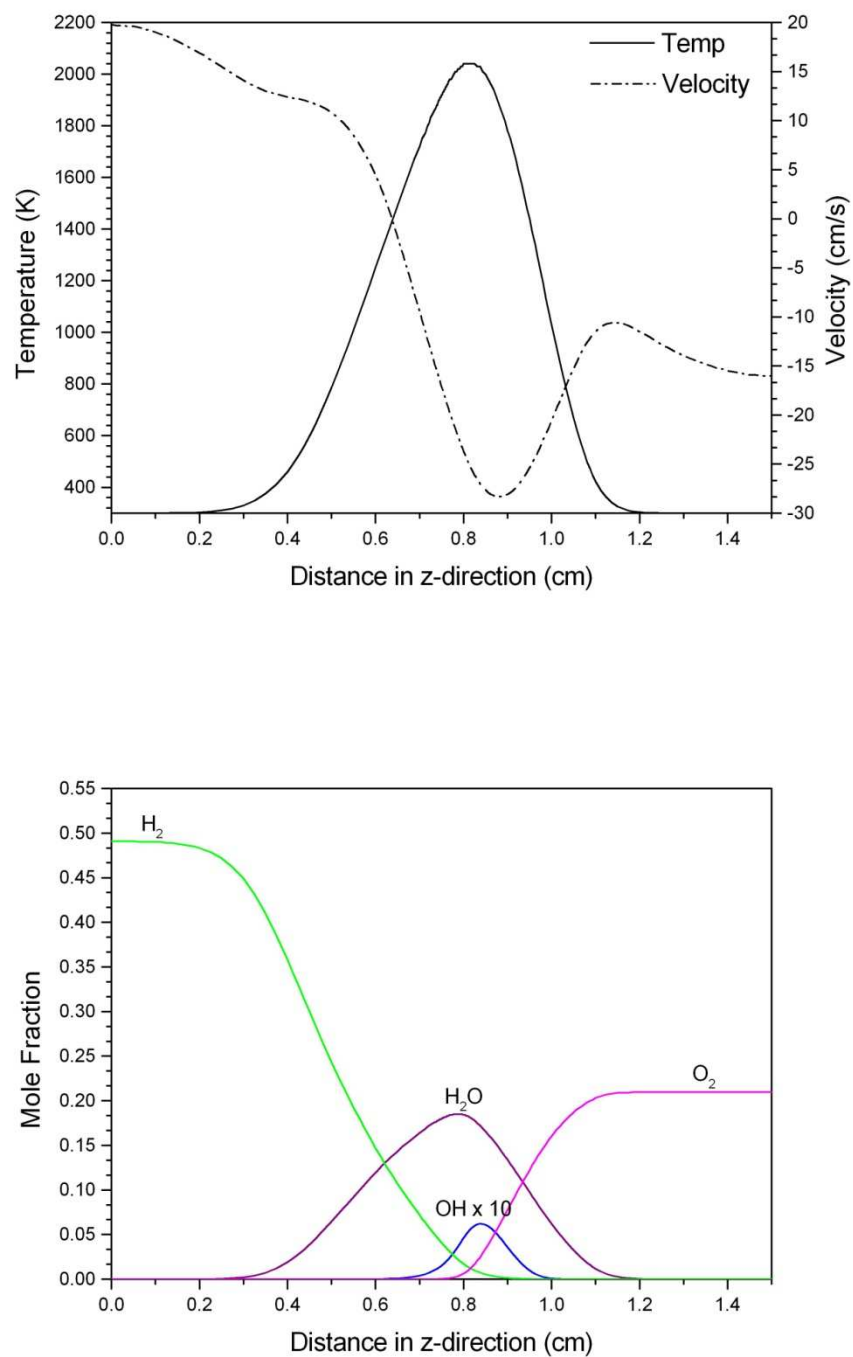 2200
2000
1800
1600
1400
1200
1000
800
600
400
Temperature (K)
Temp
Velocity
20
15
10
5
0
-5
-10
-15
-20
-25
-30
Velocity (cm/s)
0.0 0.2 0.4 0.6 0.8 1.0 1.2 1.4
Distance in z-direction (cm)
0.55
0.50
0.45
0.40
0.35
0.30
0.25
0.20
0.15
0.10
0.05
0.00
Mole Fraction
H₂
H₂O
O₂
OH x 10
0.0 0.2 0.4 0.6 0.8 1.0 1.2 1.4
Distance in z-direction (cm)